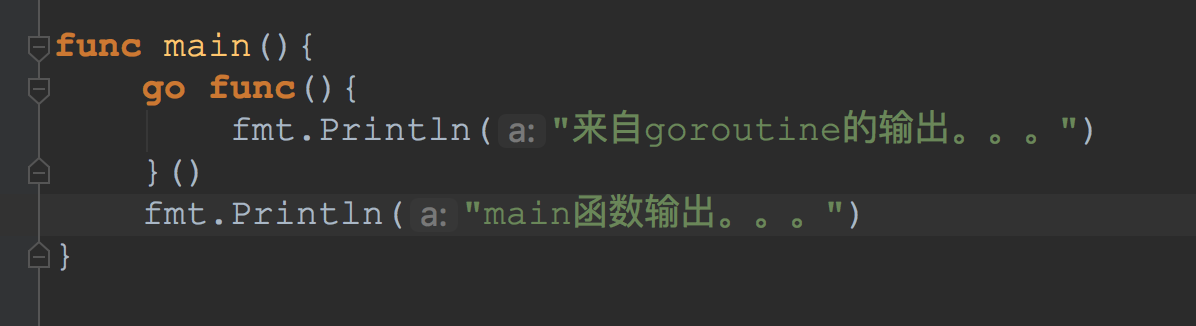 func main(){
go func(){
fmt.Println( a: "来自goroutine的输出。。。")
}()
fmt.Println( a: "main函数输出。。。")
}